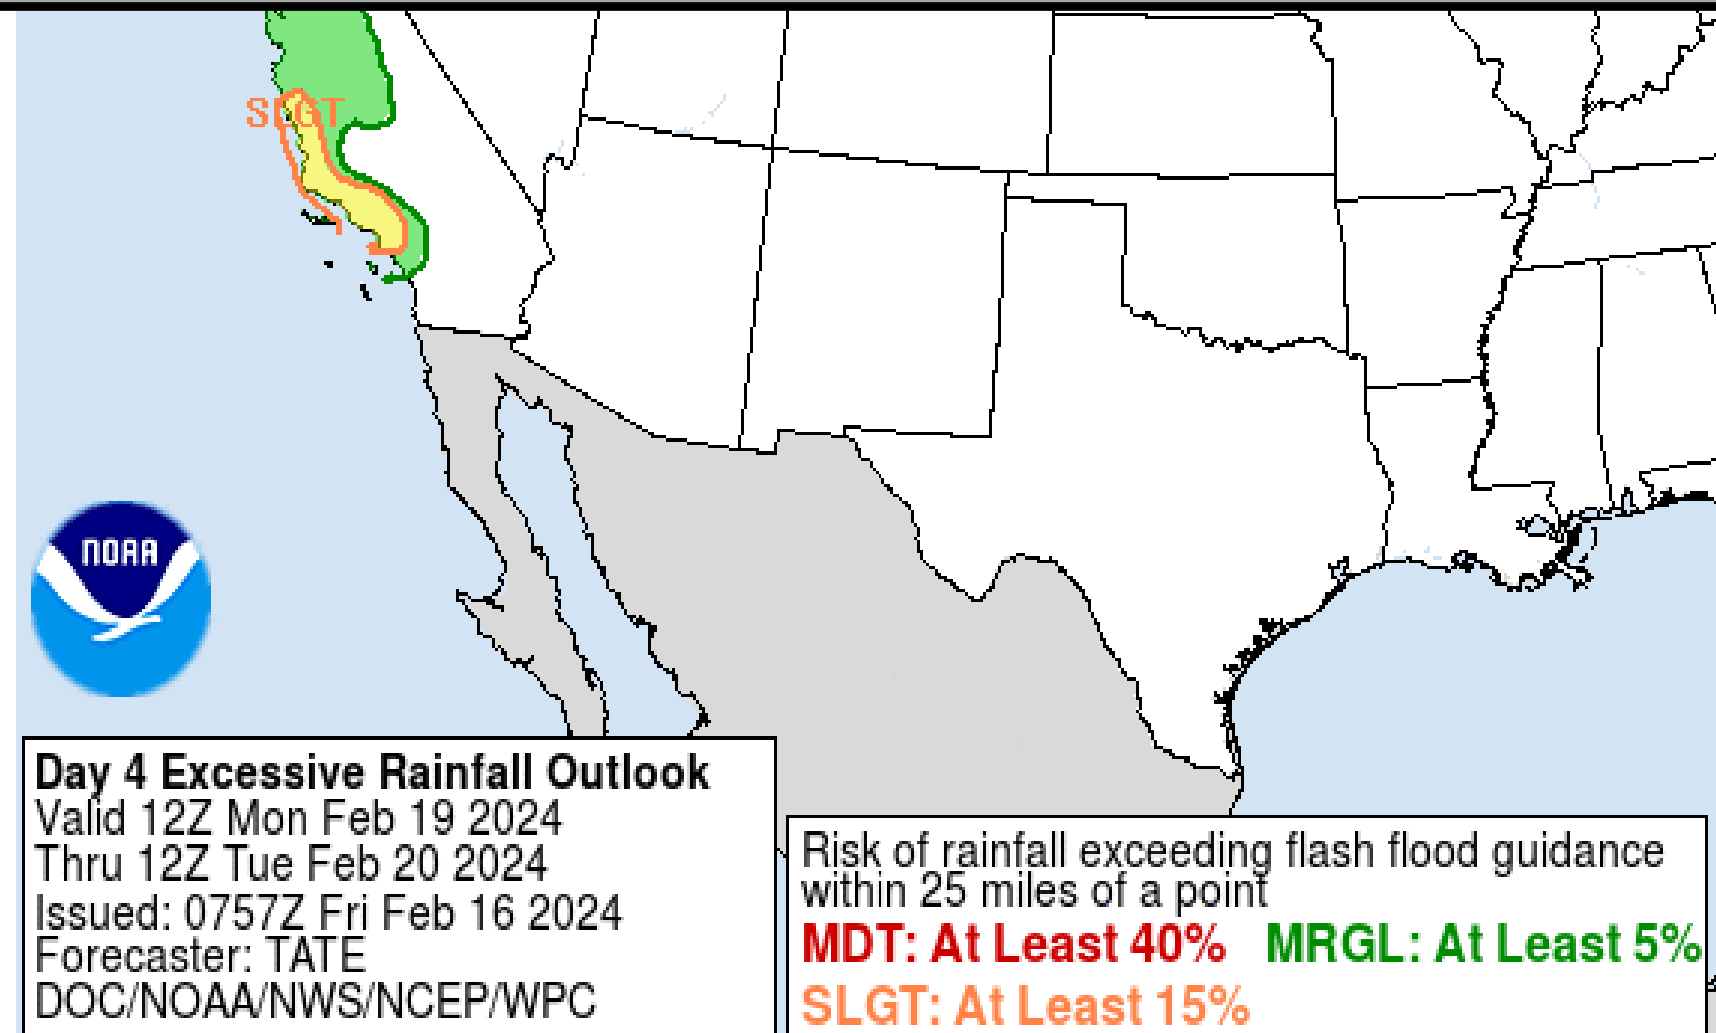 SLGT
NOAA
Day 4 Excessive Rainfall Outlook
Valid 12Z Mon Feb 19 2024
Thru 12Z Tue Feb 20 2024
Issued: 0757Z Fri Feb 16 2024
Forecaster: TATE
DOC/NOAA/NWS/NCEP/WPC
Risk of rainfall exceeding flash flood guidance
within 25 miles of a point
MDT: At Least 40% MRGL: At Least 5%
SLGT: At Least 15%